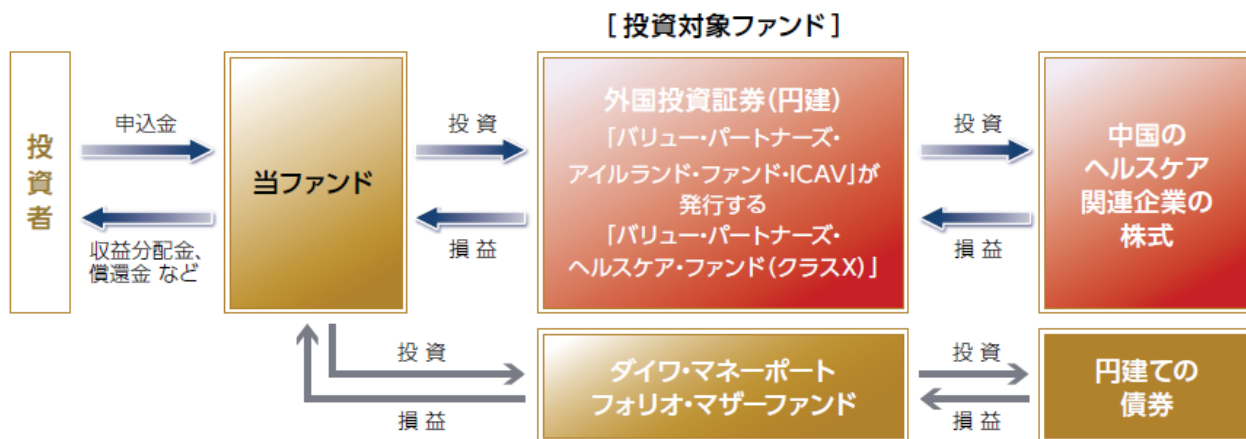 [ 投資対象ファンド ]
投資者
申込金
収益分配金、
償還金 など
当ファンド
投 資
損 益
外国投資証券(円建)
「バリュー・パートナーズ・
アイルランド・ファンド・ICAV」が
発行する
「バリュー・パートナーズ・
ヘルスケア・ファンド(クラスX)」
投 資
損 益
中国の
ヘルスケア
関連企業の
株式
投 資
損 益
ダイワ・マネーポート
フォリオ・マザーファンド
投 資
損 益
円建ての
債券